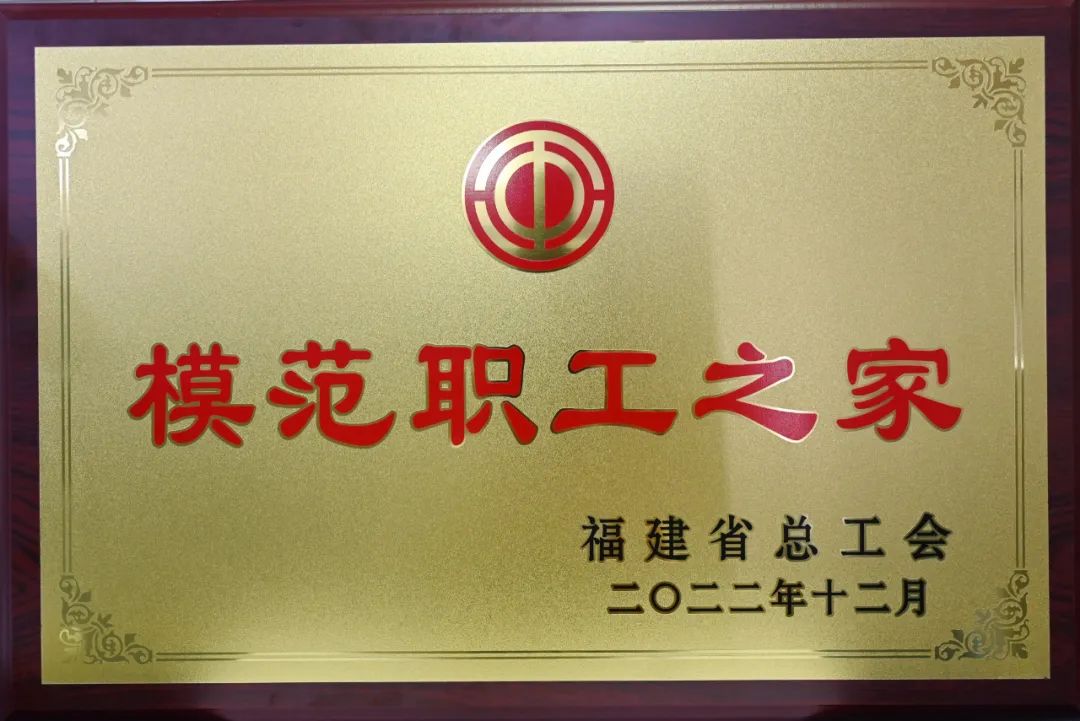 模范职工之家
福建省总工会
二〇二二年十二月